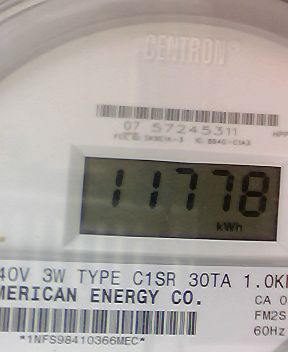 CENTRON®
07 57245311
11778
kWh
40V 3W TYPE C1SR 30TA 1.0K
MERICAN ENERGY CO.
CA 0
FM2S
60Hz
*1NFS98410366MEC*